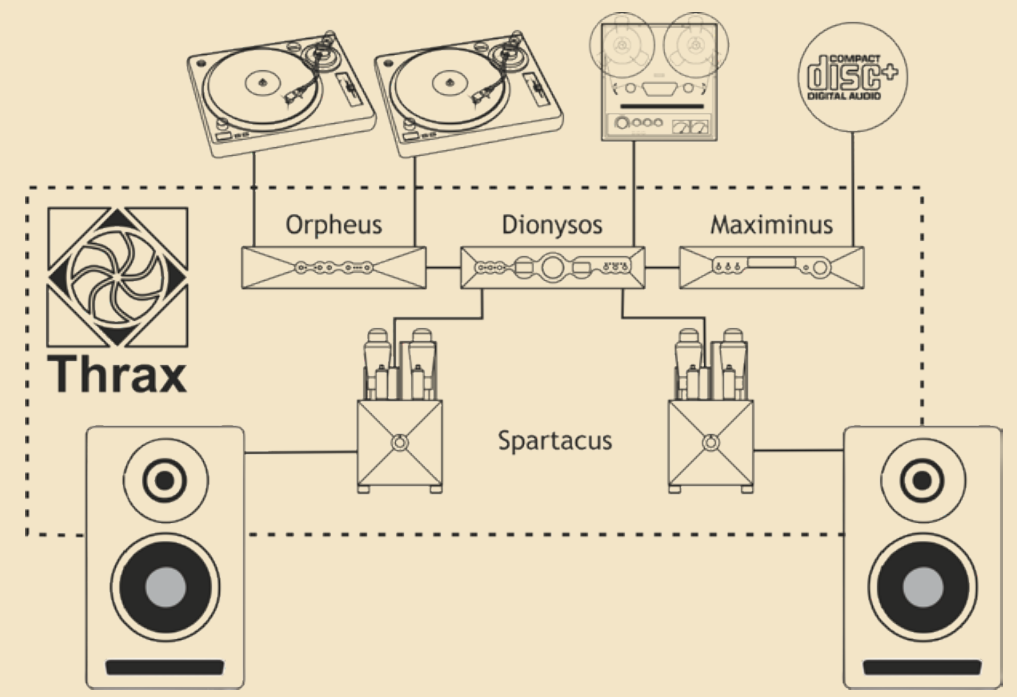 COMPACT
disc+
DIGITAL AUDIO
Orpheus
Dionysos
Maximinus
Thrax
Spartacus